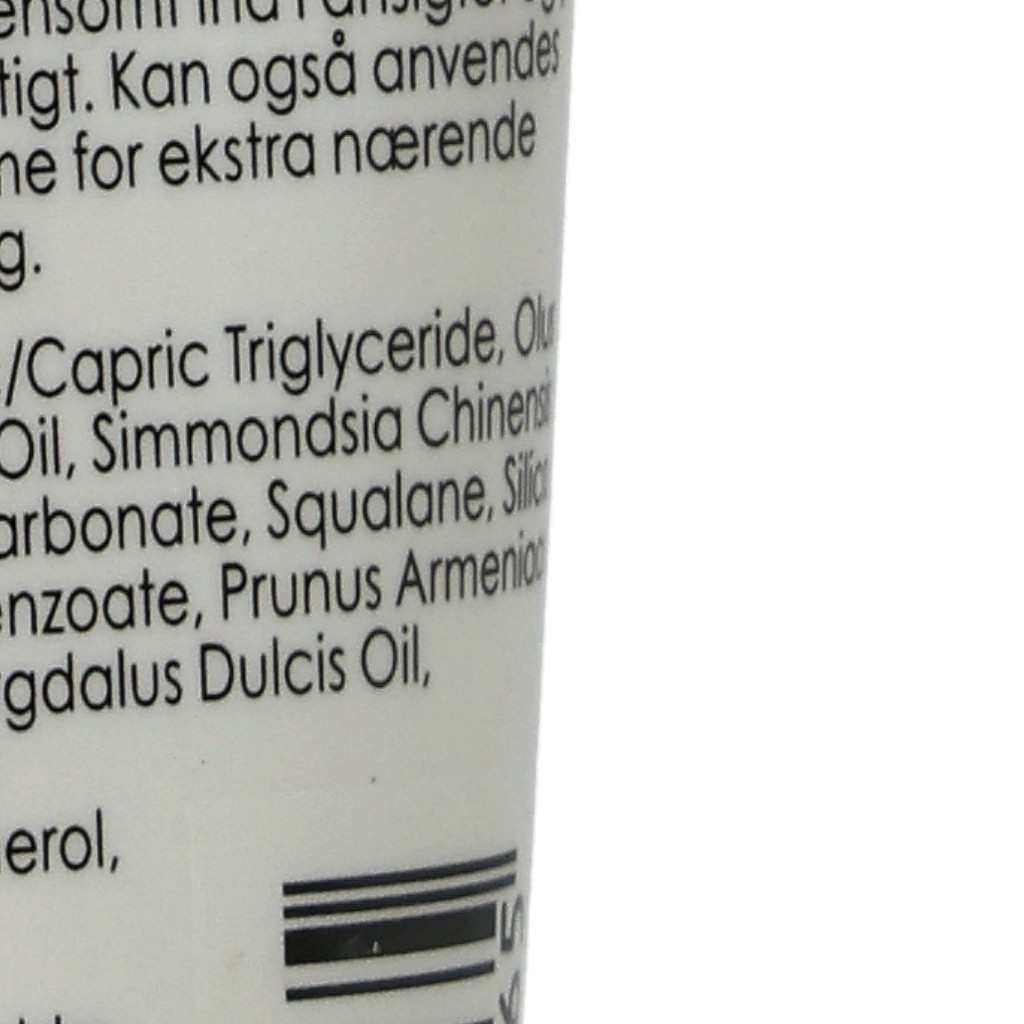 tigt. Kan også anvendes
for ekstra nærende
g.
/Capric Triglyceride,
Oil, Simmondsia
arbonate, Squalane,
enzoate, Prunus
gdalus Dulcis Oil,
erol,
65